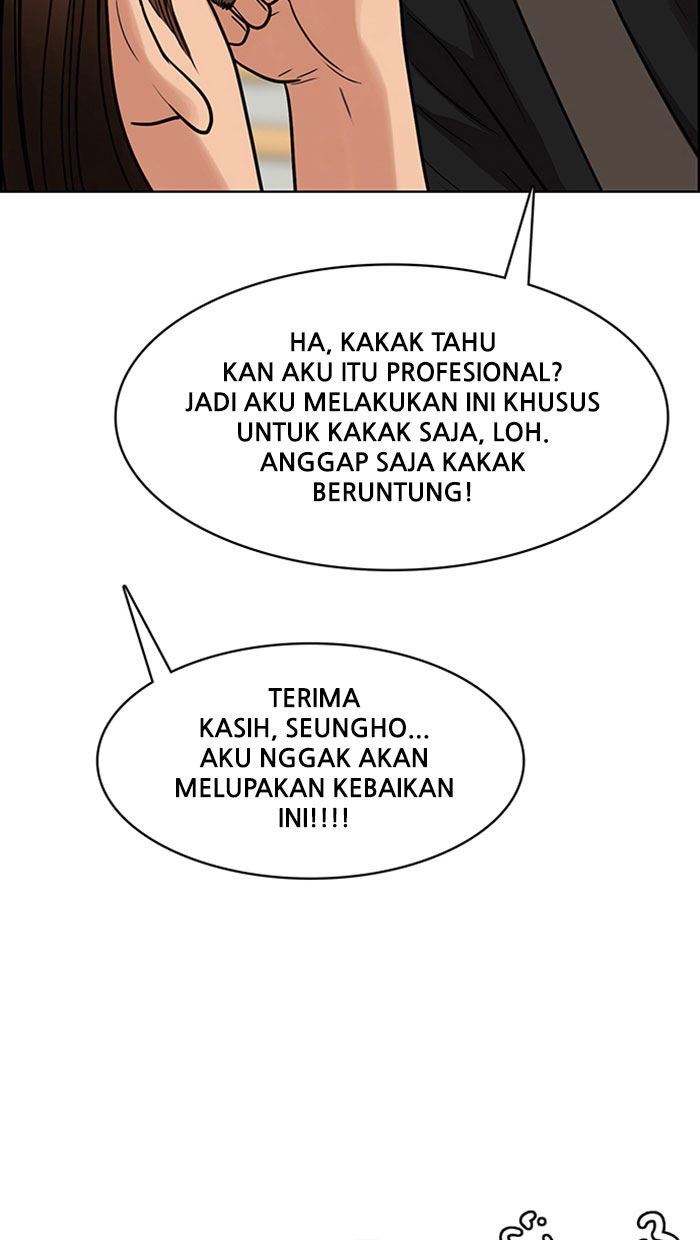 HA, KAKAK TAHU
KAN AKU ITU PROFESIONAL?
JADI AKU MELAKUKAN INI KHUSUS
UNTUK KAKAK SAJA, LOH.
ANGGAP SAJA KAKAK
BERUNTUNG!
TERIMA
KASIH, SEUNGHO...
AKU NGGAK AKAN
MELUPAKAN KEBAIKAN
INI!!!!